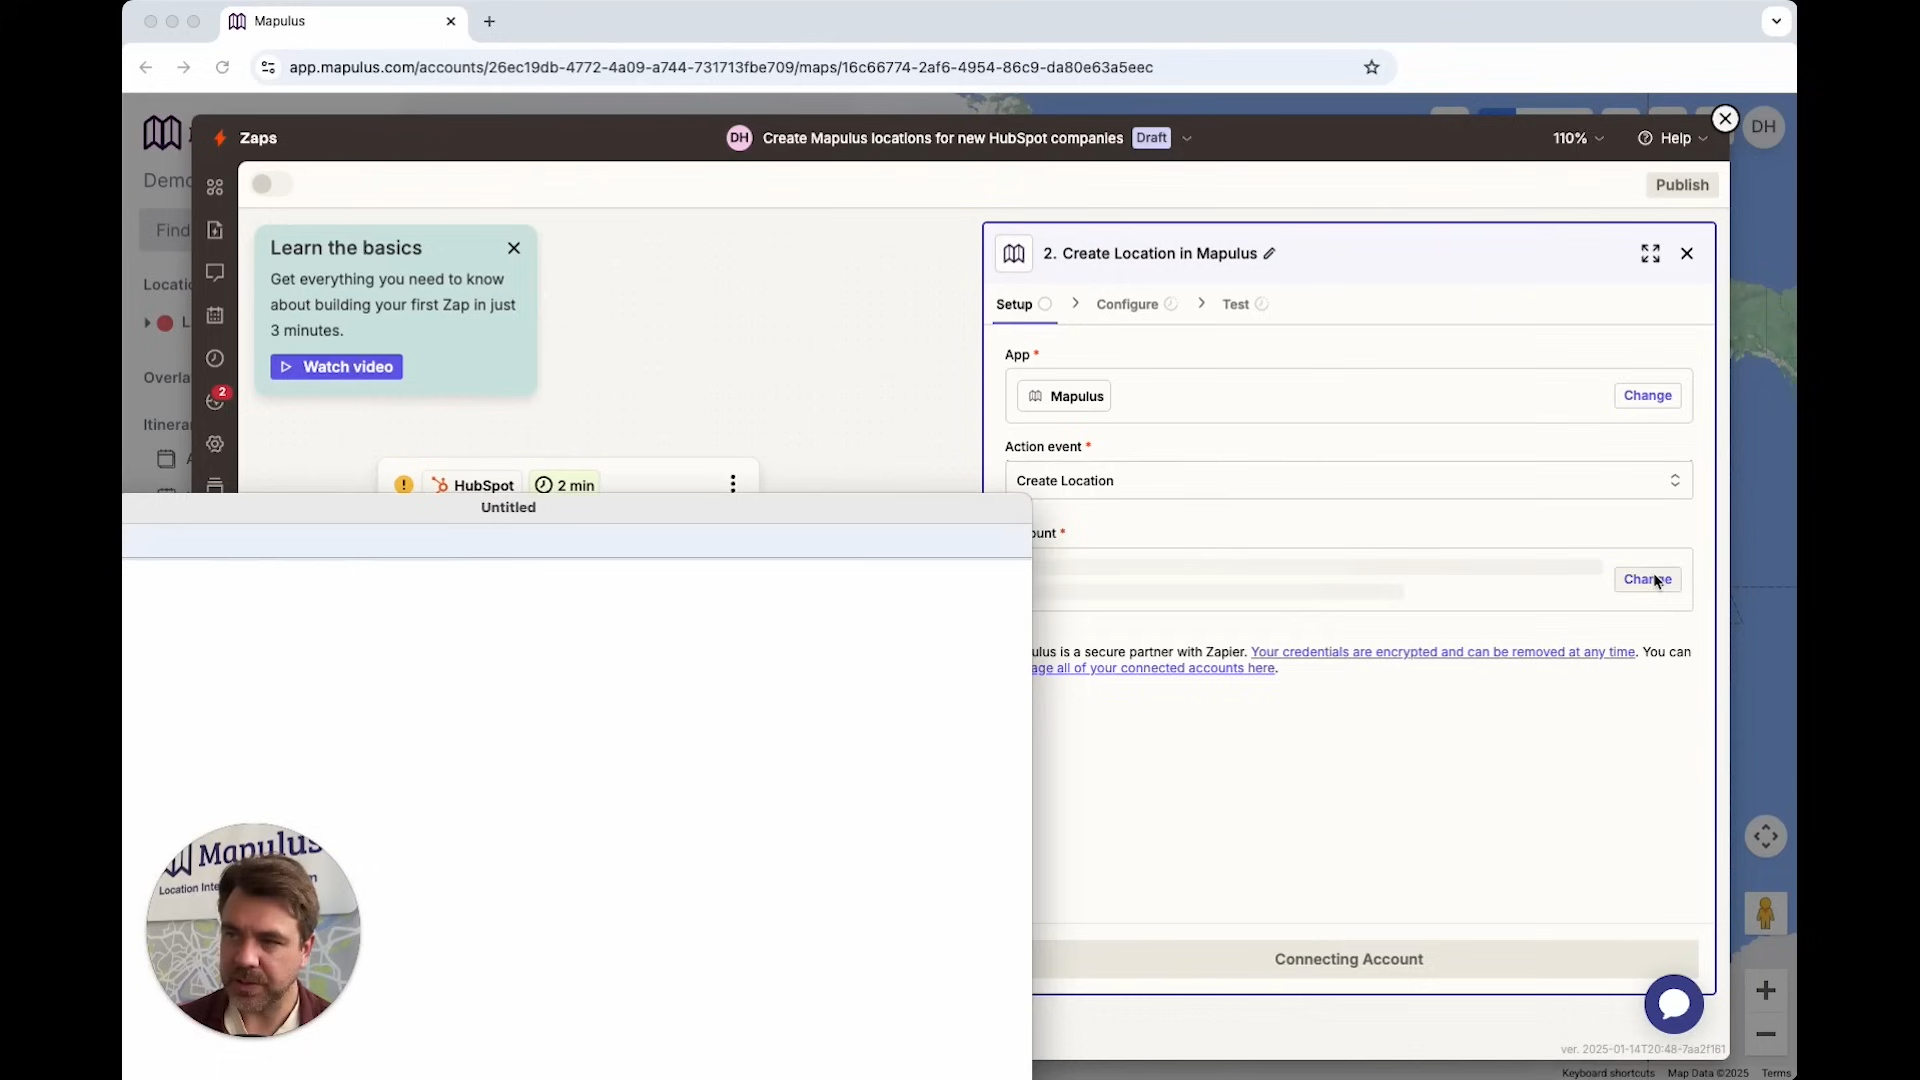 Mapulus
app.mapulus.com/accounts/26ec19db-4772-4a09-a744-731713fbe709/maps/16c66774-2af6-4954-86c9-da80e63a5eec
Zaps
DH Create Mapulus locations for new HubSpot companies Draft
110%
Help
DH
Demo
Find
Publish
Learn the basics
Get everything you need to know
about building your first Zap in just
3 minutes.
Watch video
2. Create Location in Mapulus
Setup
Configure
Test
App *
Mapulus
Change
Action event *
Create Location
2
HubSpot
2 min
Untitled
ount *
Change
ulus is a secure partner with Zapier. Your credentials are encrypted and can be removed at any time. You can
age all of your connected accounts here.
Connecting Account
Mapulus
Location Inte
ver. 2025-01-14T20:48-7aa2f161
Keyboard shortcuts
Map Data ©2025
Terms